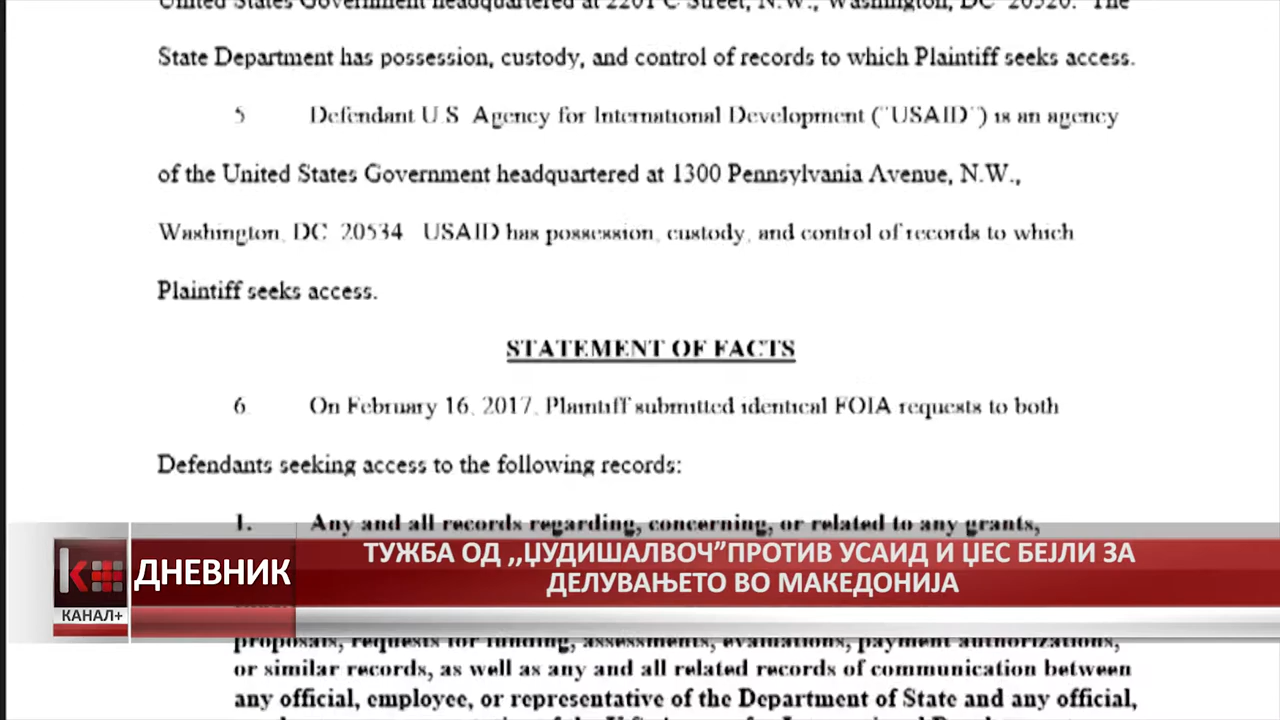 United States Government headquartered at 2201 C Street, N.W., Washington, DC 20520. The
State Department has possession, custody, and control of records to which Plaintiff seeks access.
5 Defendant U.S. Agency for International Development ("USAID") is an agency
of the United States Government headquartered at 1300 Pennsylvania Avenue, N.W.,
Washington, DC 20534 USAID has possession, custody, and control of records to which
Plaintiff seeks access.
STATEMENT OF FACTS
6. On February 16, 2017, Plaintiff submitted identical FOIA requests to both
Defendants seeking access to the following records:
1. Any and all records regarding, concerning, or related to any grants,
ДНЕВНИК
КАНАЛ+
ТУЖБА ОД ,,ЏУДИШАЛВОЧ”ПРОТИВ УСАИД И ЏЕС БЕЈЛИ ЗА
ДЕЛУВАЊЕТО ВО МАКЕДОНИЈА
proposals, requests for funding, assessments, evaluations, payment authorizations,
or similar records, as well as any and all related records of communication between
any official, employee, or representative of the Department of State and any official,